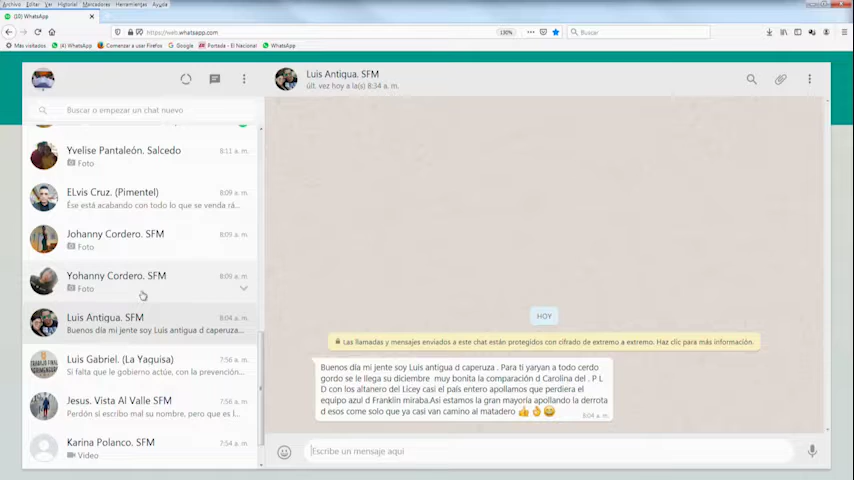 Archivo Editar Ver Historial Marcadores Herramientas Ayuda
(10) WhatsApp
https://web.whatsapp.com
130%
Buscar
Más visitados
(4) WhatsApp
Comenzar a usar Firefox
Google
Portada - El Nacional
WhatsApp
Luis Antigua. SFM
últ. vez hoy a la(s) 8:34 a. m.
Buscar o empezar un chat nuevo
Yvelise Pantaleón. Salcedo 8:11 a. m.
Foto
ELvis Cruz. (Pimentel) 8:09 a. m.
Ése está acabando con todo lo que se venda rá...
Johanny Cordero. SFM 8:09 a. m.
Foto
Yohanny Cordero. SFM 8:09 a. m.
Foto
Luis Antigua. SFM 8:04 a. m.
Buenos día mi jente soy Luis antigua d caperuza...
Luis Gabriel. (La Yaguisa) 7:56 a. m.
Si falta que le gobierno actúe, con la prevención...
Jesus. Vista Al Valle SFM 7:56 a. m.
Perdón si escribo mal su nombre, pero que es l...
Karina Polanco. SFM 7:54 a. m.
Video
HOY
Las llamadas y mensajes enviados a este chat están protegidos con cifrado de extremo a extremo. Haz clic para más información.
Buenos día mi jente soy Luis antigua d caperuza . Para ti yaryan a todo cerdo
gordo se le llega su diciembre muy bonita la comparación d Carolina del . P L
D con los altanero del Licey casi el país entero apollamos que perdiera el
equipo azul d Franklin miraba.Asi estamos la gran mayoría apollando la derrota
d esos come solo que ya casi van camino al matadero
8:04 a. m.
Escribe un mensaje aquí